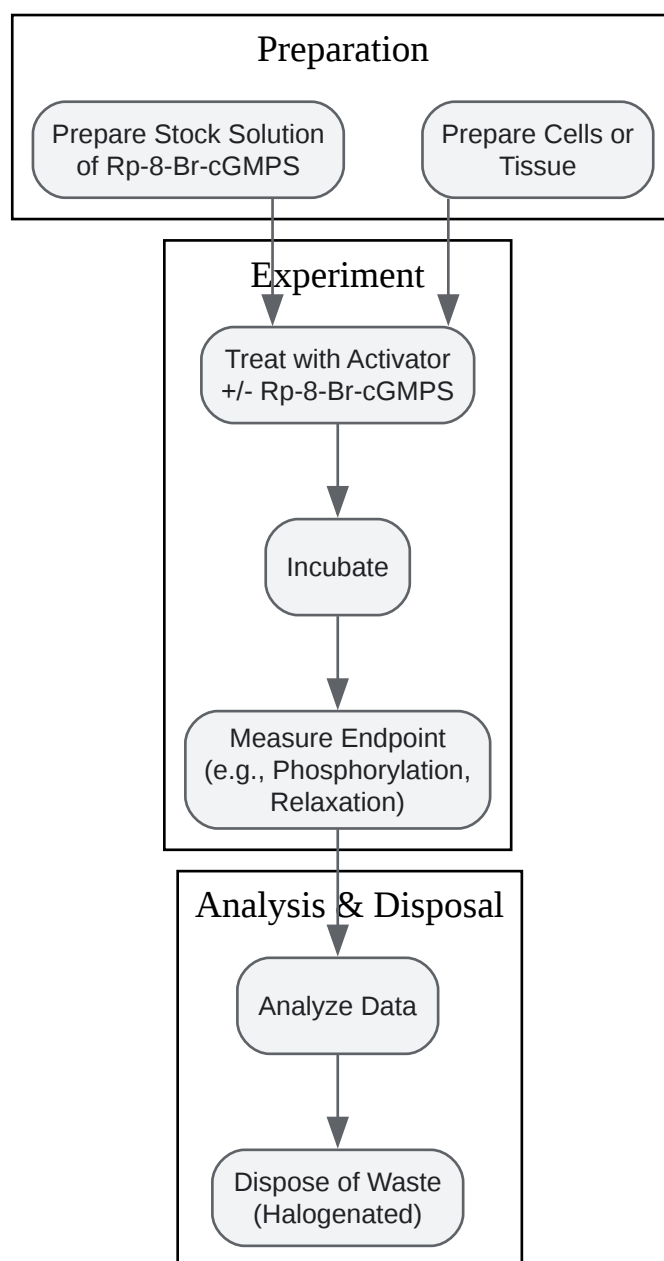 Preparation
Prepare Stock Solution
of Rp-8-Br-cGMPS
Prepare Cells or
Tissue
Experiment
Treat with Activator
+/- Rp-8-Br-cGMPS
Incubate
Measure Endpoint
(e.g., Phosphorylation,
Relaxation)
Analysis & Disposal
Analyze Data
Dispose of Waste
(Halogenated)